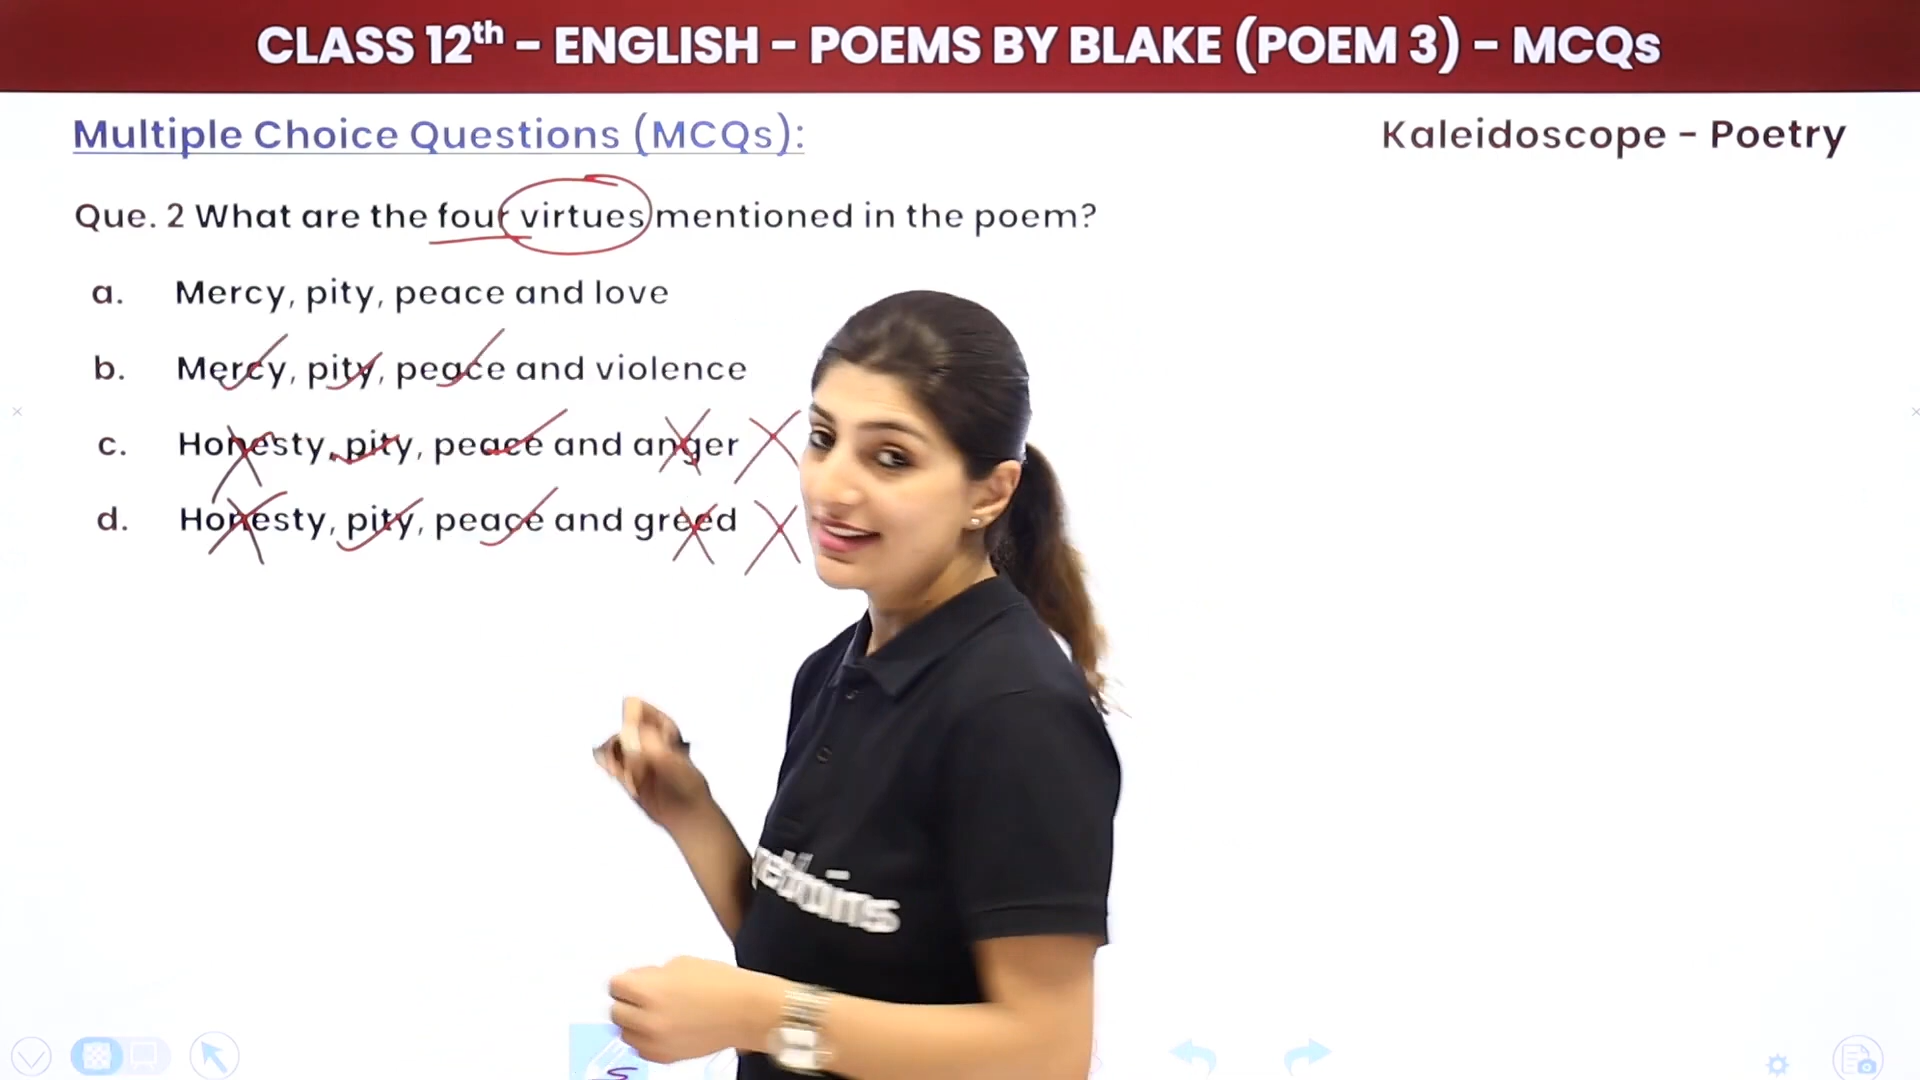 CLASS 12th - ENGLISH - POEMS BY BLAKE (POEM 3) - MCQs
Multiple Choice Questions (MCQs):
Kaleidoscope - Poetry
Que. 2 What are the four virtues mentioned in the poem?
a. Mercy, pity, peace and love
b. Mercy, pity, peace and violence
c. Honesty, pity, peace and anger
d. Honesty, pity, peace and greed